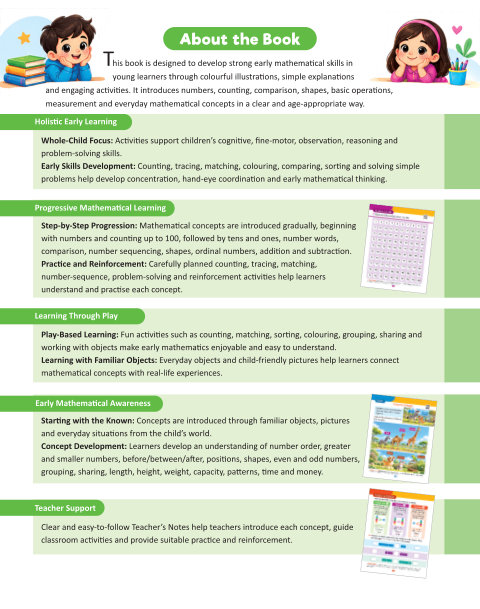 About the Book
This book is designed to develop strong early mathematical skills in
young learners through colourful illustrations, simple explanations
and engaging activities. It introduces numbers, counting, comparison, shapes, basic operations,
measurement and everyday mathematical concepts in a clear and age-appropriate way.
Holistic Early Learning
Whole-Child Focus: Activities support children's cognitive, fine-motor, observation, reasoning and
problem-solving skills.
Early Skills Development: Counting, tracing, matching, colouring, comparing, sorting and solving simple
problems help develop concentration, hand-eye coordination and early mathematical thinking.
Progressive Mathematical Learning
Step-by-Step Progression: Mathematical concepts are introduced gradually, beginning
with numbers and counting up to 100, followed by tens and ones, number words,
comparison, number sequencing, shapes, ordinal numbers, addition and subtraction.
Practice and Reinforcement: Carefully planned counting, tracing, matching,
number-sequence, problem-solving and reinforcement activities help learners
understand and practise each concept.
Learning Through Play
Play-Based Learning: Fun activities such as counting, matching, sorting, colouring, grouping, sharing and
working with objects make early mathematics enjoyable and easy to understand.
Learning with Familiar Objects: Everyday objects and child-friendly pictures help learners connect
mathematical concepts with real-life experiences.
Early Mathematical Awareness
Starting with the Known: Concepts are introduced through familiar objects, pictures
and everyday situations from the child's world.
Concept Development: Learners develop an understanding of number order, greater
and smaller numbers, before/between/after, positions, shapes, even and odd numbers,
grouping, sharing, length, height, weight, capacity, patterns, time and money.
Teacher Support
Clear and easy-to-follow Teacher's Notes help teachers introduce each concept, guide
classroom activities and provide suitable practice and reinforcement.